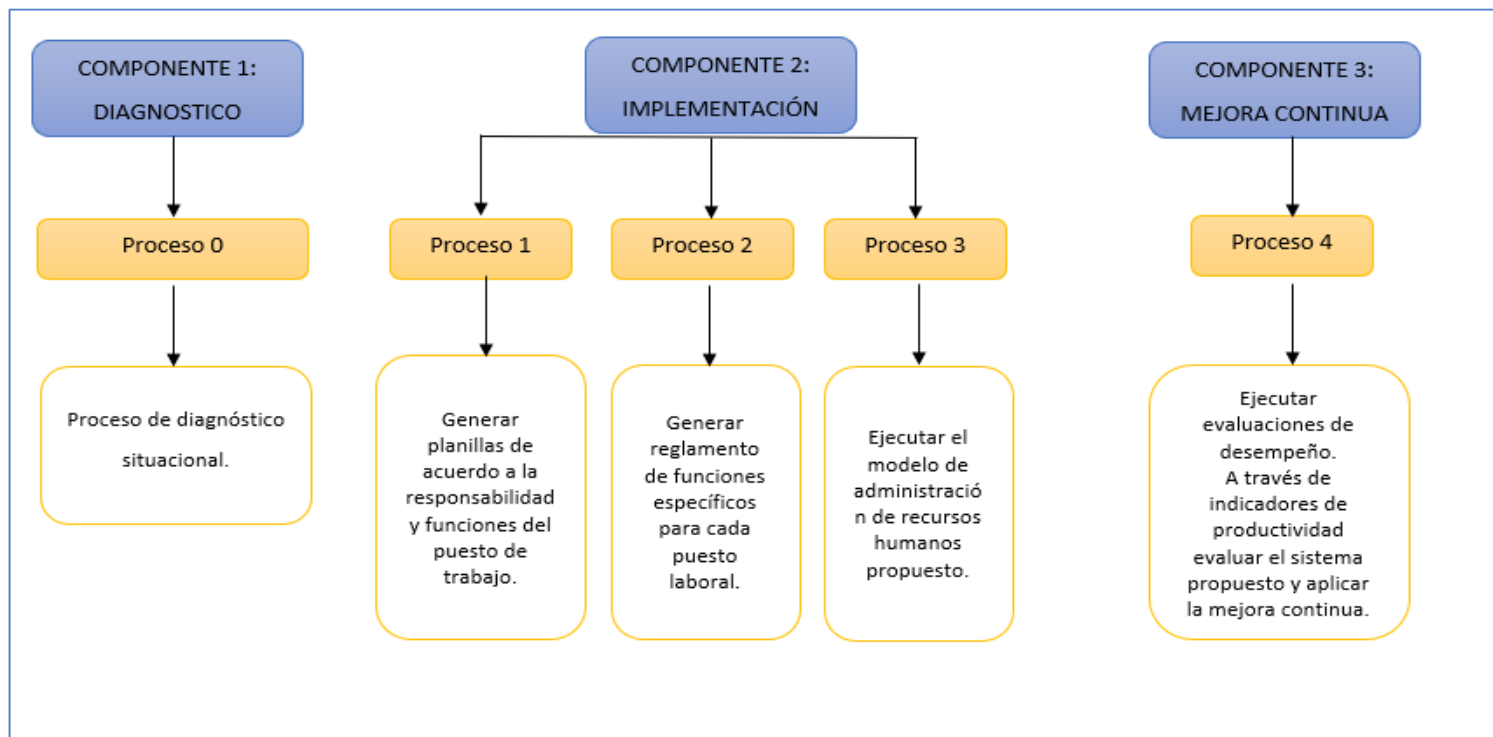 COMPONENTE 1:
DIAGNOSTICO
COMPONENTE 2:
IMPLEMENTACIÓN
COMPONENTE 3:
MEJORA CONTINUA
Proceso 0
Proceso 1
Proceso 2
Proceso 3
Proceso 4
Proceso de diagnóstico
situacional.
Generar
planillas de
acuerdo a la
responsabilidad
y funciones del
puesto de
trabajo.
Generar
reglamento
de funciones
específicos
para cada
puesto
laboral.
Ejecutar el
modelo de
administració
n de recursos
humanos
propuesto.
Ejecutar
evaluaciones de
desempeño.
A través de
indicadores de
productividad
evaluar el sistema
propuesto y aplicar
la mejora continua.